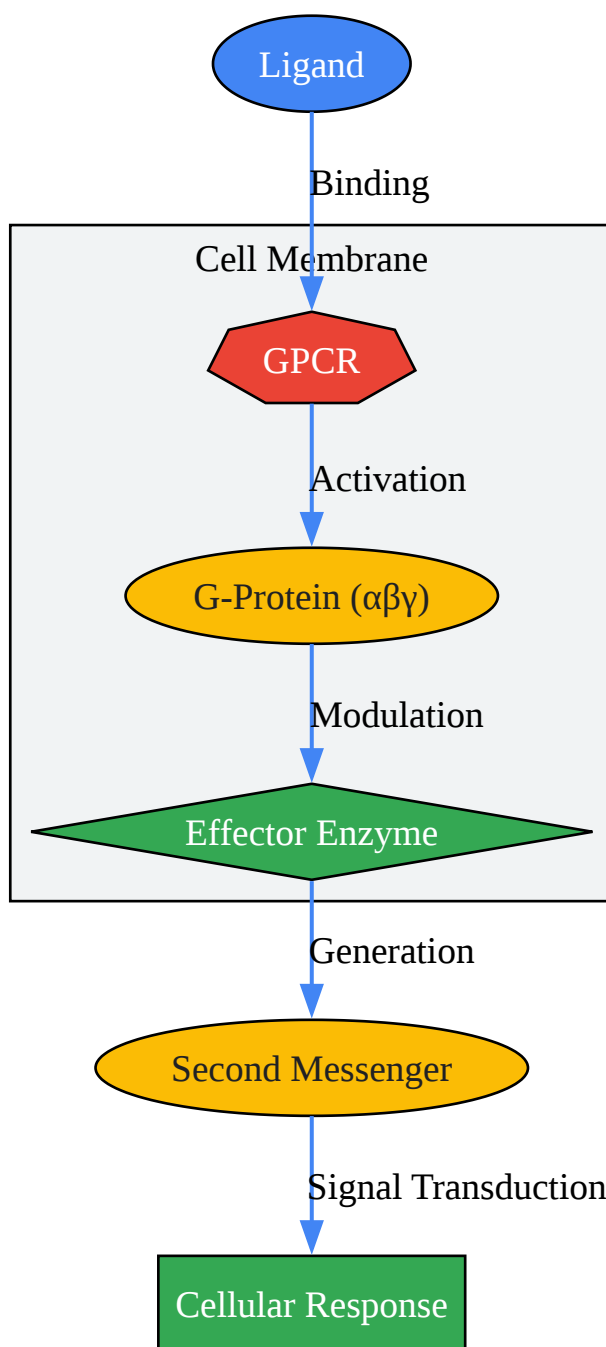 Ligand
Binding
Cell Membrane
GPCR
Activation
G-Protein (αβγ)
Modulation
Effector Enzyme
Generation
Second Messenger
Signal Transduction
Cellular Response